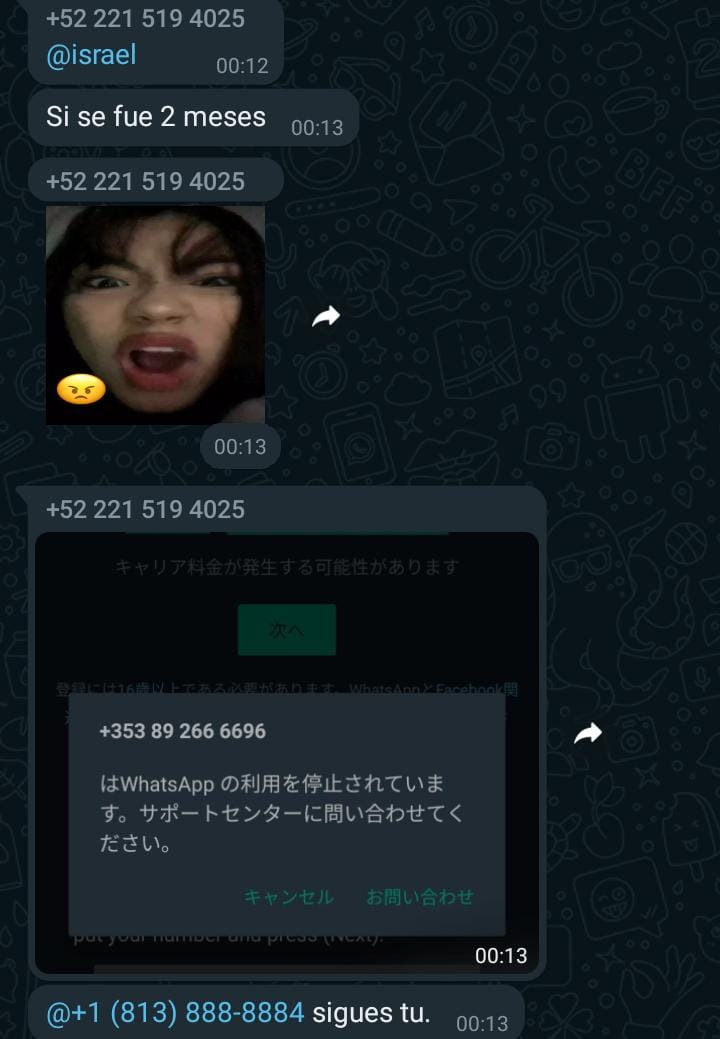 +52 221 519 4025
@israel
00:12
Si se fue 2 meses
00:13
+52 221 519 4025
00:13
+52 221 519 4025
キャリア料金が発生する可能性があります
次へ
登録には16歳以上である必要があります。WhatsAppとFacebook関
+353 89 266 6696
はWhatsApp の利用を停止されていま
す。サポートセンターに問い合わせてく
ださい。
キャンセル お問い合わせ
put your number and press (Next).
00:13
@+1 (813) 888-8884 sigues tu.
00:13